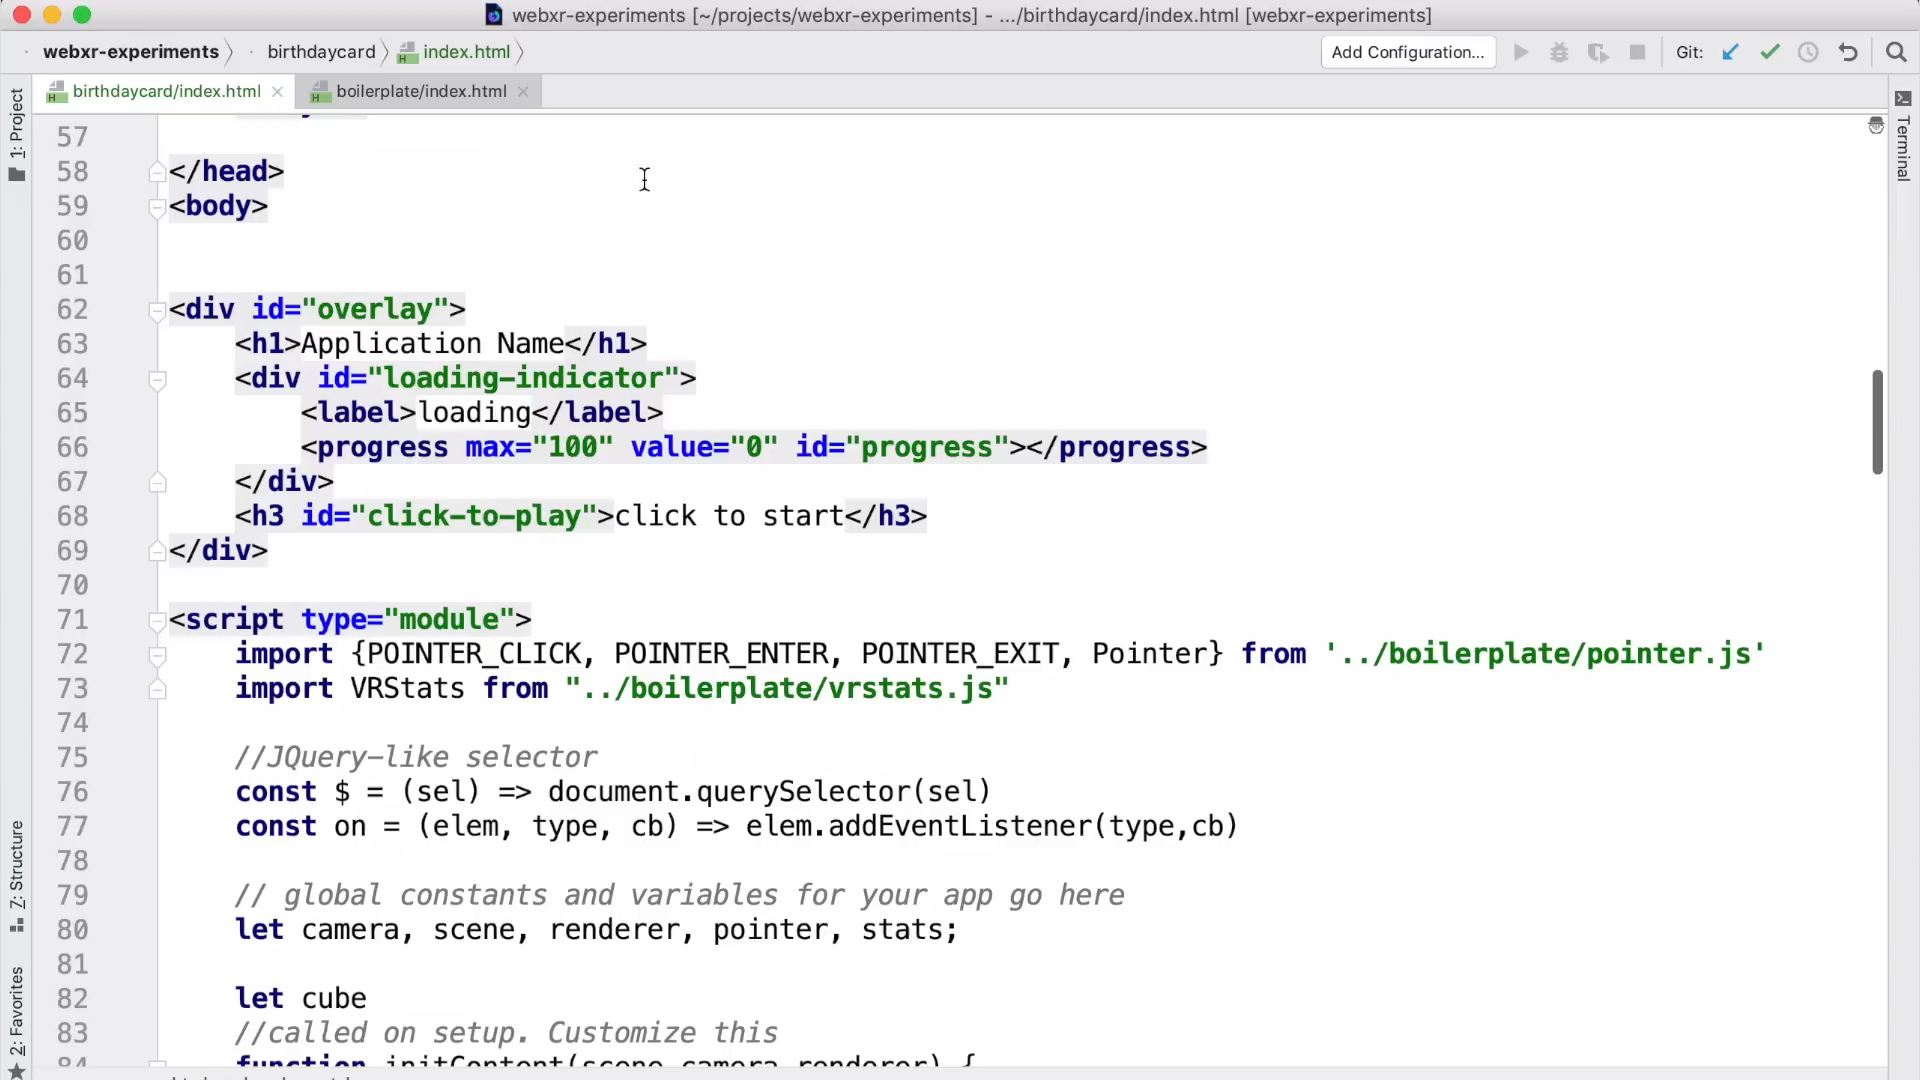 webxr-experiments [~/projects/webxr-experiments] - .../birthdaycard/index.html [webxr-experiments]
webxr-experiments
birthdaycard
index.html
Add Configuration...
Git:
birthdaycard/index.html
boilerplate/index.html
1: Project
Terminal
57
58 </head>
59 <body>
60
61
62 <div id="overlay">
63 <h1>Application Name</h1>
64 <div id="loading-indicator">
65 <label>loading</label>
66 <progress max="100" value="0" id="progress"></progress>
67 </div>
68 <h3 id="click-to-play">click to start</h3>
69 </div>
70
71 <script type="module">
72 import {POINTER_CLICK, POINTER_ENTER, POINTER_EXIT, Pointer} from '../boilerplate/pointer.js'
73 import VRStats from "../boilerplate/vrstats.js"
74
75 //JQuery-like selector
76 const $ = (sel) => document.querySelector(sel)
77 const on = (elem, type, cb) => elem.addEventListener(type,cb)
78
79 // global constants and variables for your app go here
80 let camera, scene, renderer, pointer, stats;
81
82 let cube
83 //called on setup. Customize this
84 function initContent(scene,camera,renderer) {
7: Structure
2: Favorites